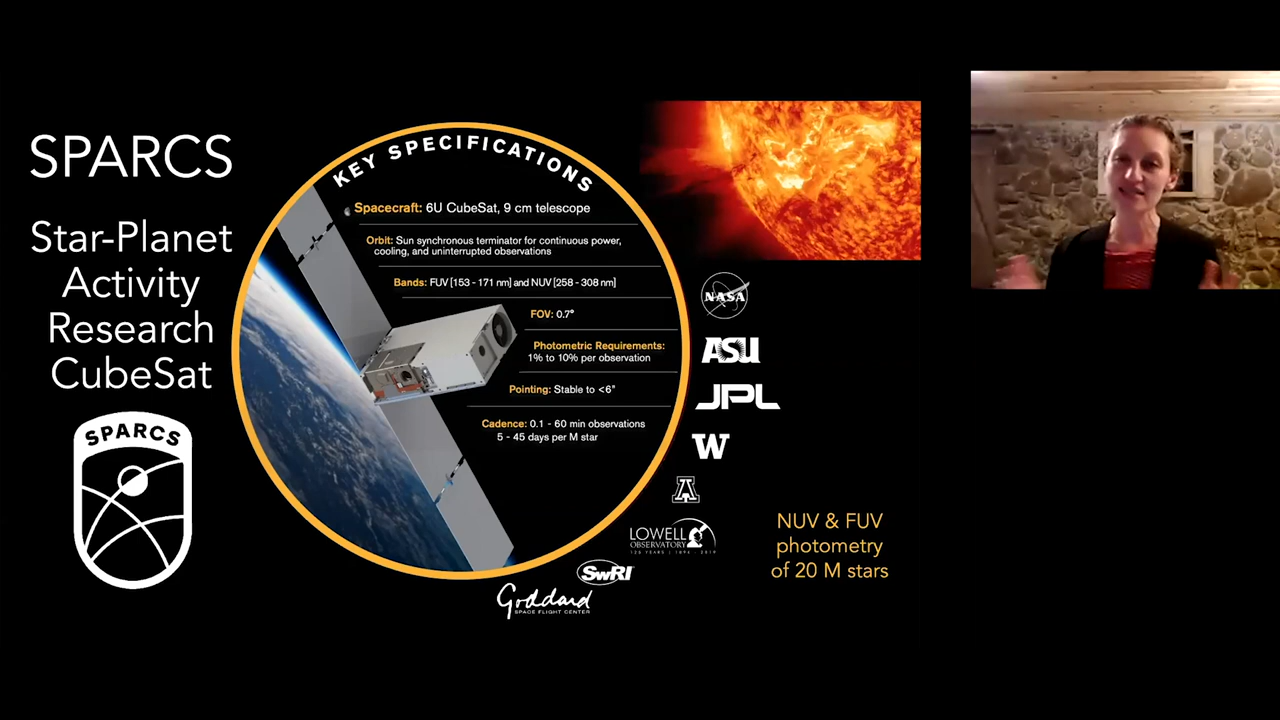 SPARCS
Star-Planet
Activity
Research
CubeSat
SPARCS
KEY SPECIFICATIONS
Spacecraft: 6U CubeSat, 9 cm telescope
Orbit: Sun synchronous terminator for continuous power,
cooling, and uninterrupted observations
Bands: FUV [153 - 171 nm] and NUV [258 - 308 nm]
FOV: 0.7°
Photometric Requirements:
1% to 10% per observation
Pointing: Stable to <6"
Cadence: 0.1 - 60 min observations
5 - 45 days per M star
NASA
ASU
JPL
W
A
LOWELL
OBSERVATORY
125 YEARS | 1894 - 2019
SwRI
Goddard
SPACE FLIGHT CENTER
NUV & FUV
photometry
of 20 M stars